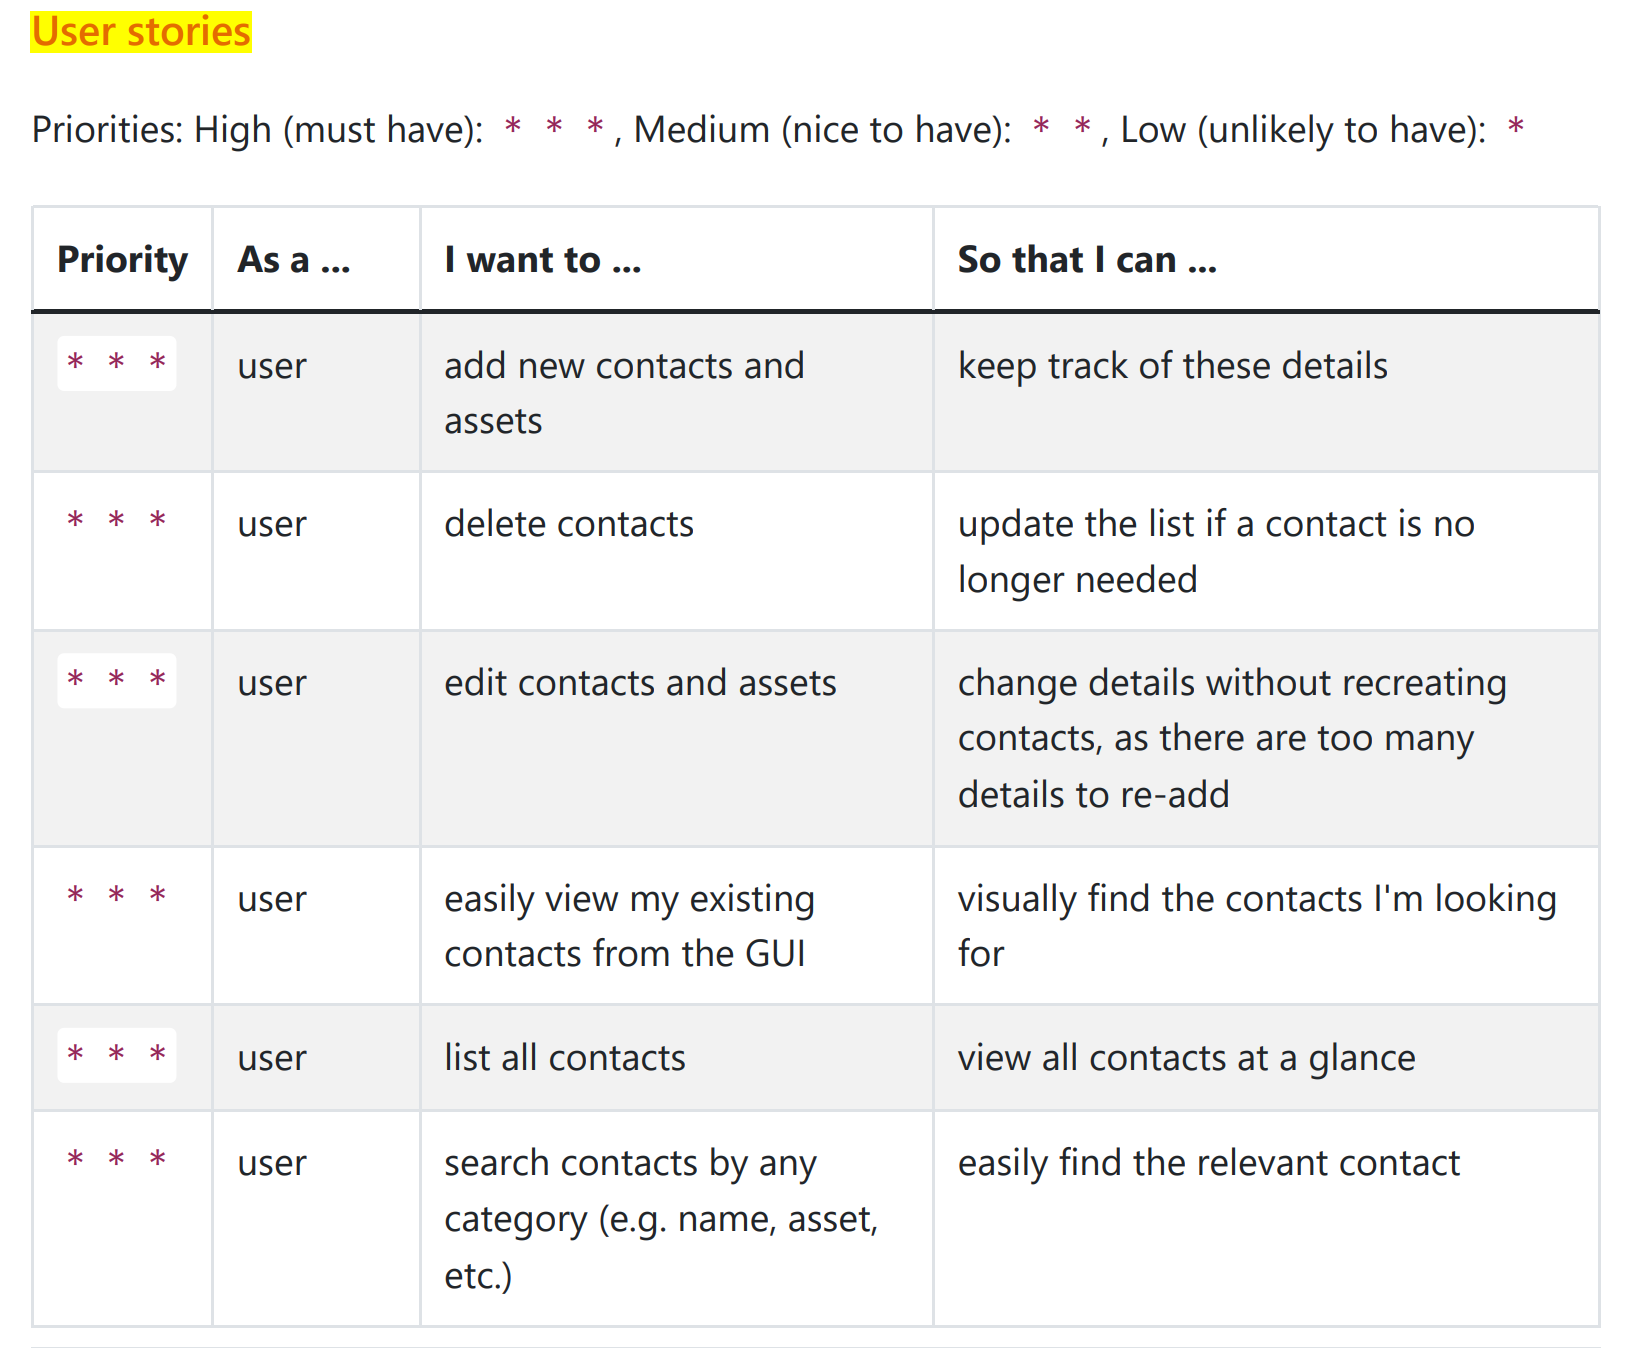 User stories
Priorities: High (must have): * * *, Medium (nice to have): * *, Low (unlikely to have): *
Priority As a ... I want to ... So that I can ...
* * * user add new contacts and keep track of these details
assets
* * * user delete contacts update the list if a contact is no
longer needed
* * * user edit contacts and assets change details without recreating
contacts, as there are too many
details to re-add
* * * user easily view my existing visually find the contacts I'm looking
contacts from the GUI for
* * * user list all contacts view all contacts at a glance
* * * user search contacts by any easily find the relevant contact
category (e.g. name, asset,
etc.)